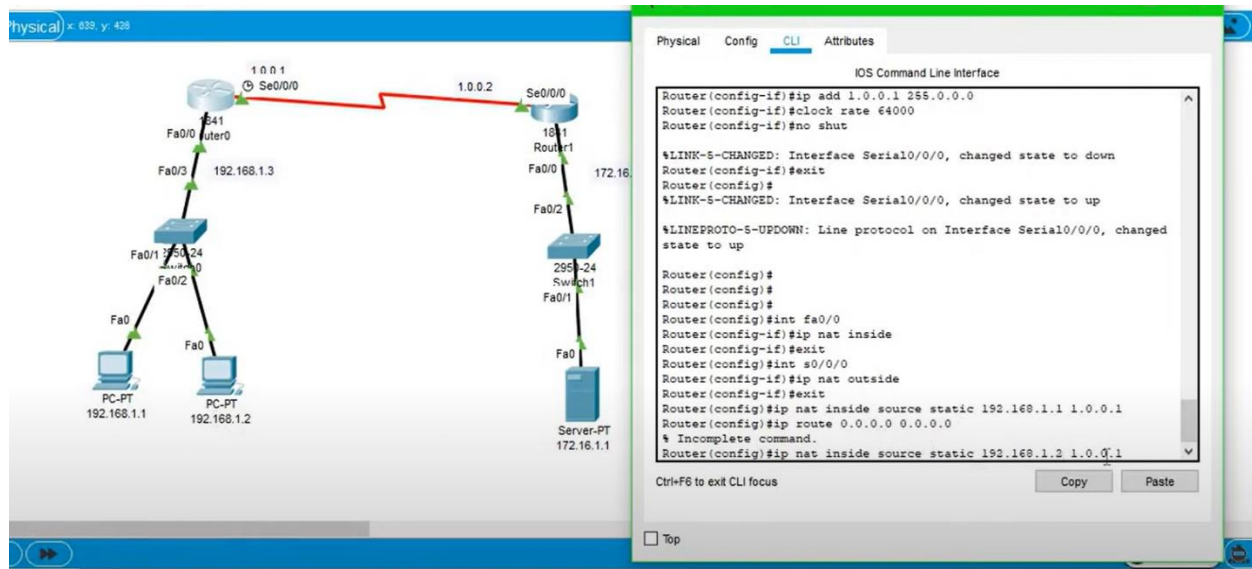 Physical x: 639, y: 428
1.0.0.1
Se0/0/0
1.0.0.2
Se0/0/0
1841
Fa0/0
1841
Router1
Fa0/0
Fa0/3
192.168.1.3
172.16.
Fa0/2
Fa0/1
Fa0/2
2950-24
Switch1
Fa0/1
Fa0
Fa0
Fa0
PC-PT
192.168.1.1
PC-PT
192.168.1.2
Server-PT
172.16.1.1
Physical Config CLI Attributes
IOS Command Line Interface
Router(config-if)#ip add 1.0.0.1 255.0.0.0
Router(config-if)#clock rate 64000
Router(config-if)#no shut
%LINK-5-CHANGED: Interface Serial0/0/0, changed state to down
Router(config-if)#exit
Router(config)#
%LINK-5-CHANGED: Interface Serial0/0/0, changed state to up
%LINEPROTO-5-UPDOWN: Line protocol on Interface Serial0/0/0, changed
state to up
Router(config)#
Router(config)#
Router(config)#
Router(config)#int fa0/0
Router(config-if)#ip nat inside
Router(config-if)#exit
Router(config)#int s0/0/0
Router(config-if)#ip nat outside
Router(config-if)#exit
Router(config)#ip nat inside source static 192.168.1.1 1.0.0.1
Router(config)#ip route 0.0.0.0 0.0.0.0
% Incomplete command.
Router(config)#ip nat inside source static 192.168.1.2 1.0.0.1
Ctrl+F6 to exit CLI focus
Copy
Paste
Top